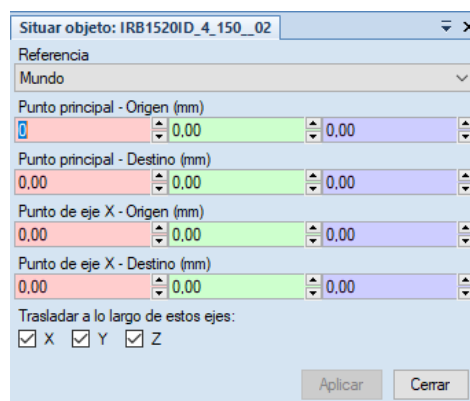 Situar objeto: IRB1520ID_4_150__02
Referencia
Mundo
Punto principal - Origen (mm)
0 0,00 0,00
Punto principal - Destino (mm)
0,00 0,00 0,00
Punto de eje X - Origen (mm)
0,00 0,00 0,00
Punto de eje X - Destino (mm)
0,00 0,00 0,00
Trasladar a lo largo de estos ejes:
X Y Z
Aplicar Cerrar